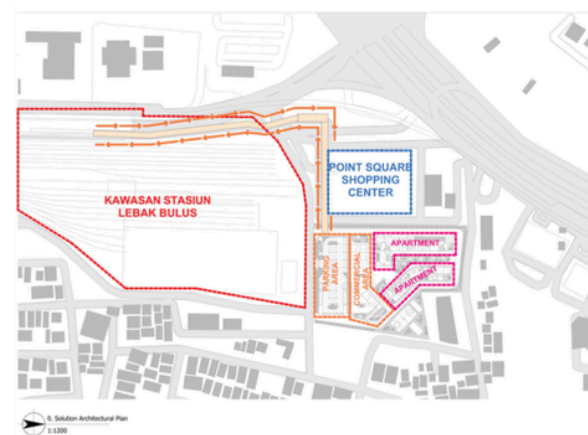 KAWASAN STASIUN
LEBAK BULUS
POINT SQUARE
SHOPPING
CENTER
PARKING
AREA
COMMERCIAL
AREA
APARTMENT
APARTMENT
6. Solution Architectural Plan
1:1200